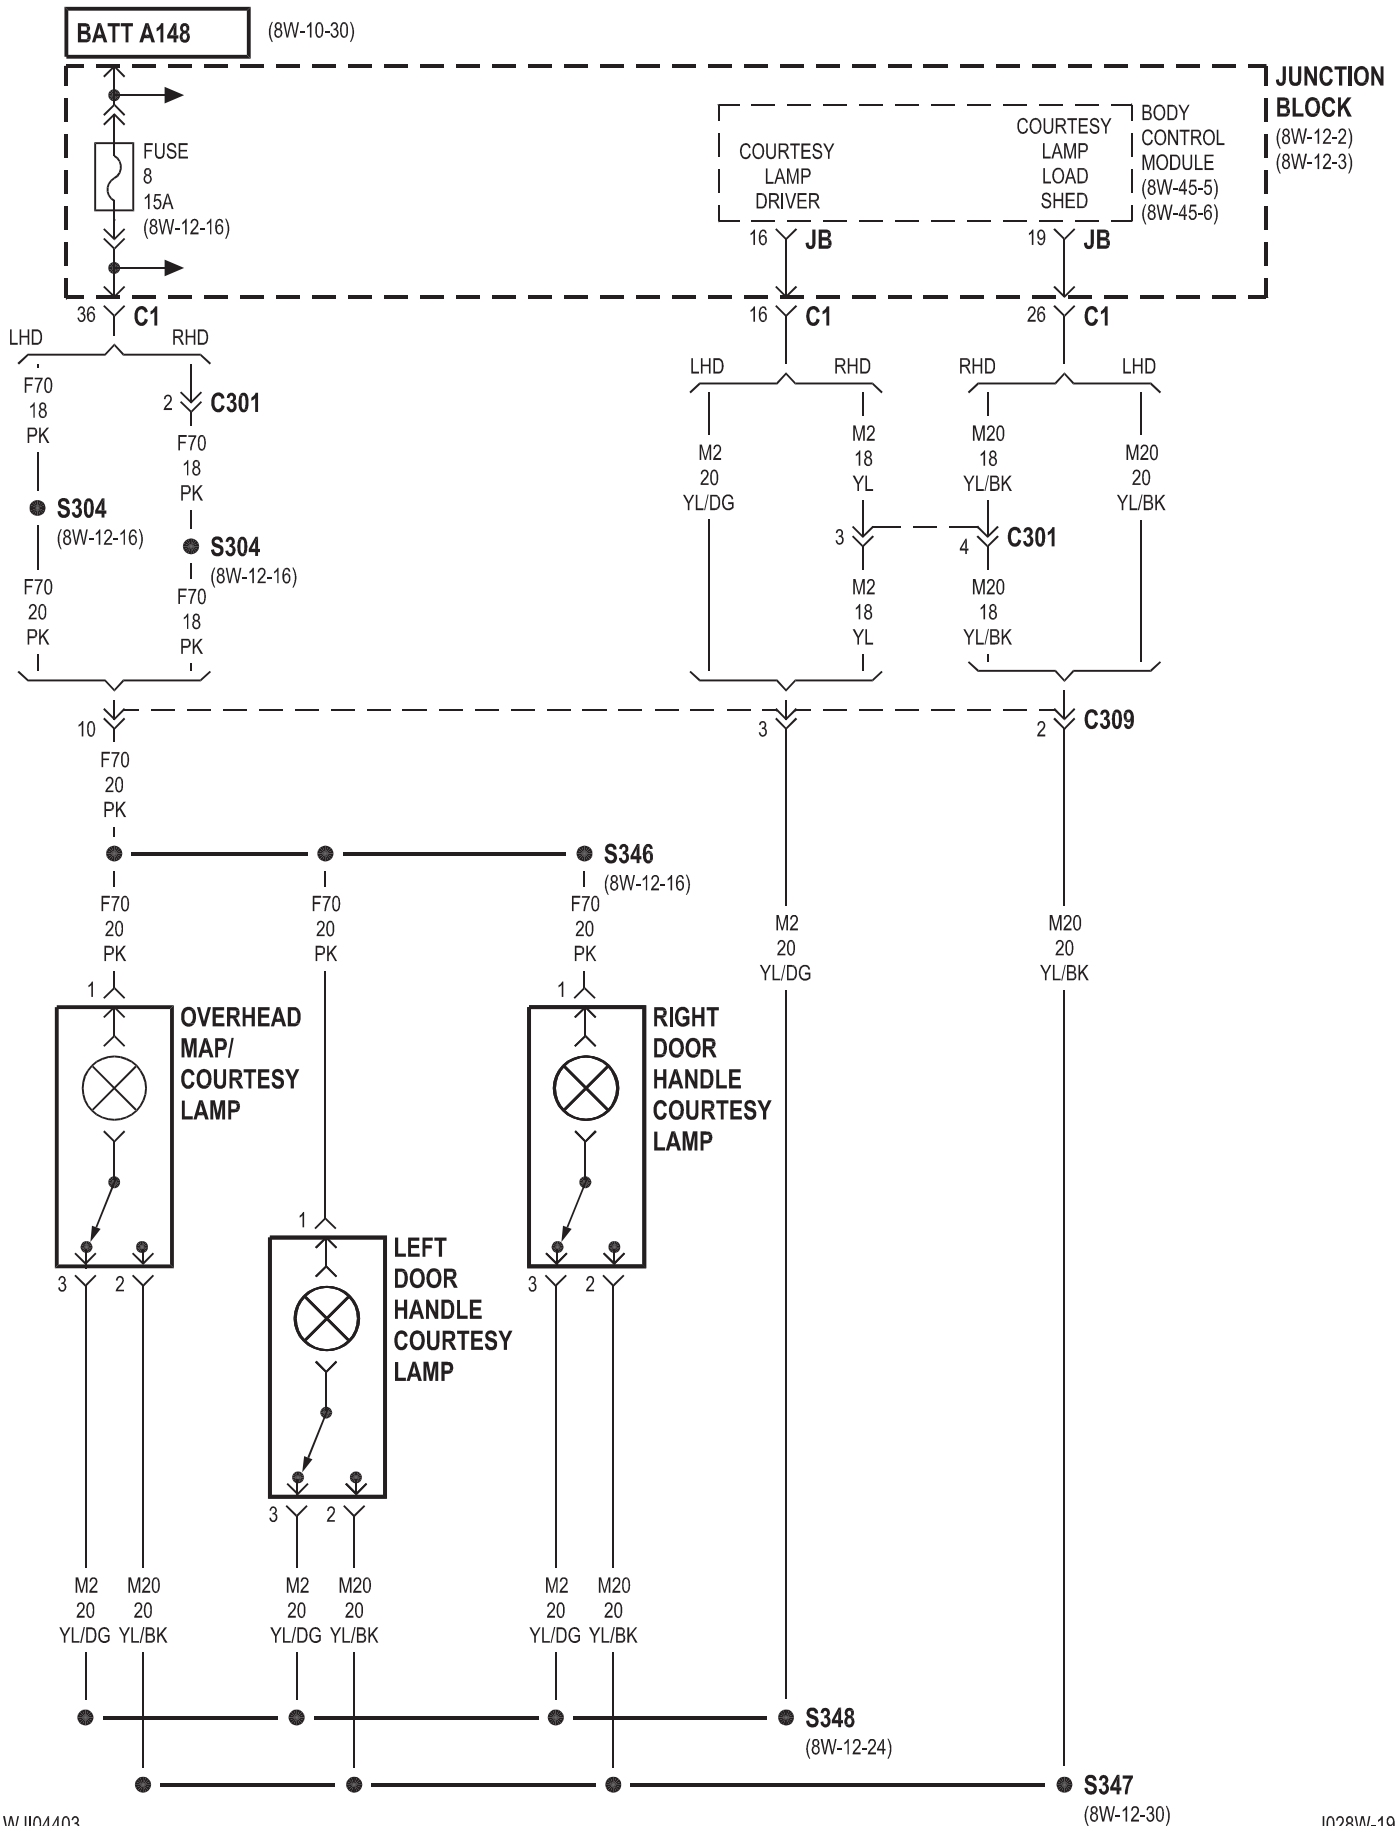 BATT A148
(8W-10-30)
JUNCTION
BLOCK
(8W-12-2)
(8W-12-3)
BODY
CONTROL
MODULE
(8W-45-5)
(8W-45-6)
FUSE
8
15A
(8W-12-16)
COURTESY
LAMP
DRIVER
COURTESY
LAMP
LOAD
SHED
16
JB
19
JB
36
C1
16
C1
26
C1
LHD
RHD
LHD
RHD
RHD
LHD
F70
18
PK
2
C301
F70
18
PK
M2
20
YL/DG
M2
18
YL
M20
18
YL/BK
M20
20
YL/BK
S304
(8W-12-16)
S304
(8W-12-16)
3
4
C301
F70
20
PK
F70
18
PK
M2
18
YL
M20
18
YL/BK
10
3
2
C309
F70
20
PK
S346
(8W-12-16)
F70
20
PK
F70
20
PK
F70
20
PK
M2
20
YL/DG
M20
20
YL/BK
1
OVERHEAD
MAP/
COURTESY
LAMP
1
RIGHT
DOOR
HANDLE
COURTESY
LAMP
1
LEFT
DOOR
HANDLE
COURTESY
LAMP
3
2
3
2
3
2
M2
20
YL/DG
M20
20
YL/BK
M2
20
YL/DG
M20
20
YL/BK
M2
20
YL/DG
M20
20
YL/BK
S348
(8W-12-24)
S347
(8W-12-30)
WJI04403
J028W-19